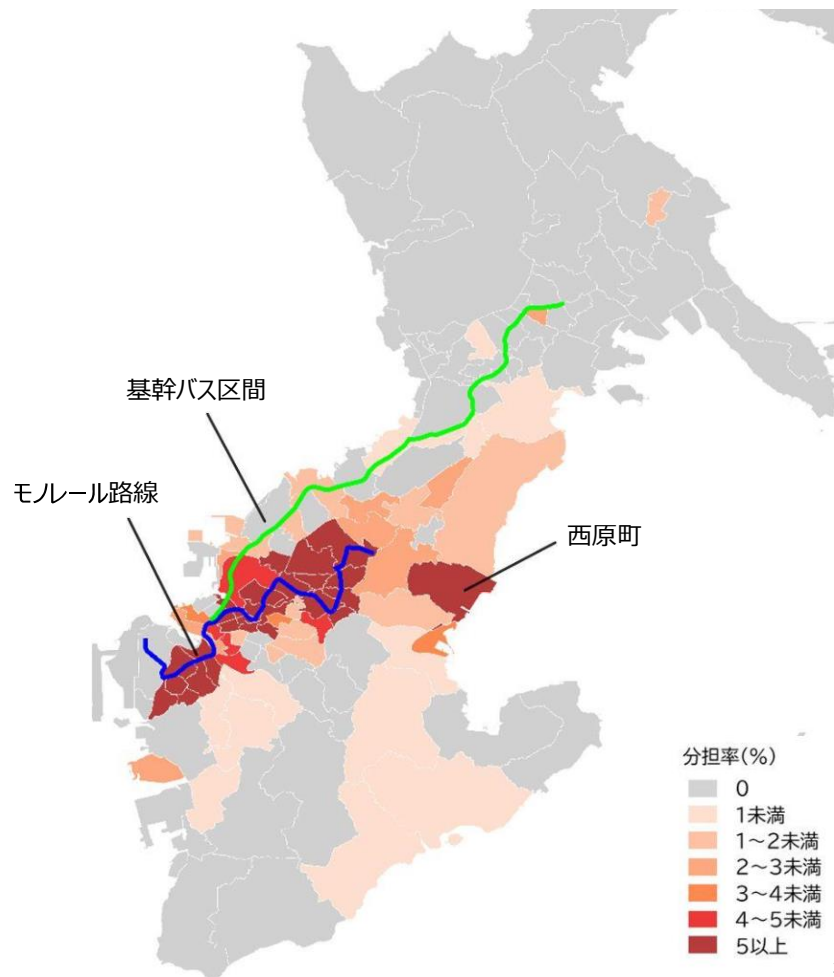 基幹バス区間
モノレール路線
西原町
分担率(%)
0
1未満
1～2未満
2～3未満
3～4未満
4～5未満
5以上